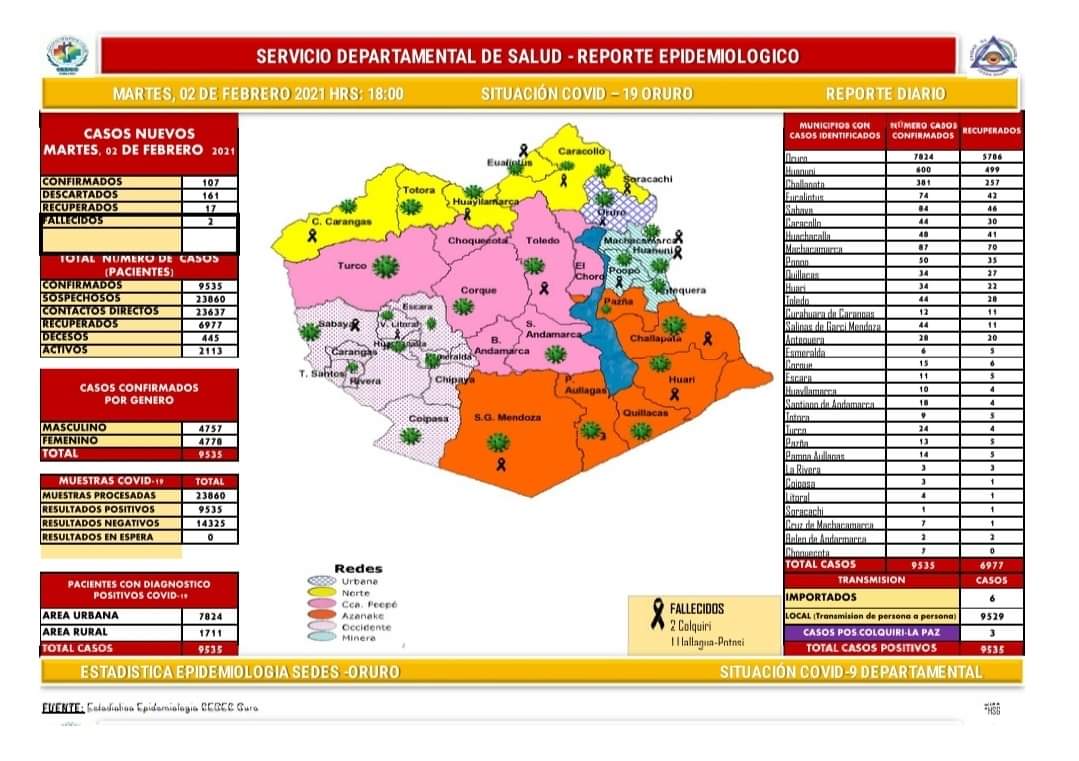 SERVICIO DEPARTAMENTAL DE SALUD - REPORTE EPIDEMIOLOGICO
MARTES, 02 DE FEBRERO 2021 HRS: 18:00 SITUACIÓN COVID – 19 ORURO REPORTE DIARIO
CASOS NUEVOS
MARTES, 02 DE FEBRERO 2021
CONFIRMADOS 107
DESCARTADOS 161
RECUPERADOS 17
FALLECIDOS 2
TOTAL NUMERO DE CASOS
(PACIENTES)
CONFIRMADOS 9535
SOSPECHOSOS 23860
CONTACTOS DIRECTOS 23637
RECUPERADOS 6977
DECESOS 445
ACTIVOS 2113
CASOS CONFIRMADOS
POR GENERO
MASCULINO 4757
FEMENINO 4778
TOTAL 9535
MUESTRAS COVID-19 TOTAL
MUESTRAS PROCESADAS 23860
RESULTADOS POSITIVOS 9535
RESULTADOS NEGATIVOS 14325
RESULTADOS EN ESPERA 0
PACIENTES CON DIAGNOSTICO
POSITIVOS COVID-19
AREA URBANA 7824
AREA RURAL 1711
TOTAL CASOS 9535
Caracollo
Eucaliptus
Soracachi
Totora
Huayllamarca
Oruro
C. Carangas
Choquecota
Toledo
Machacamarca
Huanuni
Turco
El
Choro
Poopó
Antequera
Corque
Pazña
Escara
Sabaya
V. Litoral
S.
Andamarca
Challapata
B.
Andamarca
Carangas
Esmeralda
T. Santos
Rivera
Chipaya
P.
Aullagas
Huari
Coipasa
S.G. Mendoza
Quillacas
3
Redes
Urbana
Norte
Cca. Poopó
Azanake
Occidente
Minera
FALLECIDOS
2 Colquiri
1 Llallagua-Potosi
MUNICIPIOS CON CASOS IDENTIFICADOS NÚMERO CASOS CONFIRMADOS RECUPERADOS
Oruro 7824 5786
Huanuni 600 499
Challapata 381 257
Eucaliptus 74 42
Sabaya 84 46
Caracollo 44 30
Huachacalla 48 41
Machacamarca 87 70
Poopo 50 35
Quillacas 34 27
Huari 34 22
Toledo 44 28
Curahuara de Carangas 12 11
Salinas de Garci Mendoza 44 11
Antequera 28 20
Esmeralda 6 5
Corque 15 6
Escara 11 5
Huayllamarca 10 4
Santiago de Andamarca 18 4
Totora 9 5
Turco 24 4
Pazña 13 5
Pampa Aullagas 14 5
La Rivera 3 3
Coipasa 3 1
Litoral 4 1
Soracachi 1 1
Cruz de Machacamarca 7 1
Belen de Andarmarca 2 2
Choquecota 7 0
TOTAL CASOS 9535 6977
TRANSMISION CASOS
IMPORTADOS 6
LOCAL (Transmision de persona a persona) 9529
CASOS POS COLQUIRI-LA PAZ 3
TOTAL CASOS POSITIVOS 9535
ESTADISTICA EPIDEMIOLOGIA SEDES -ORURO SITUACIÓN COVID-9 DEPARTAMENTAL
FUENTE:
HSG